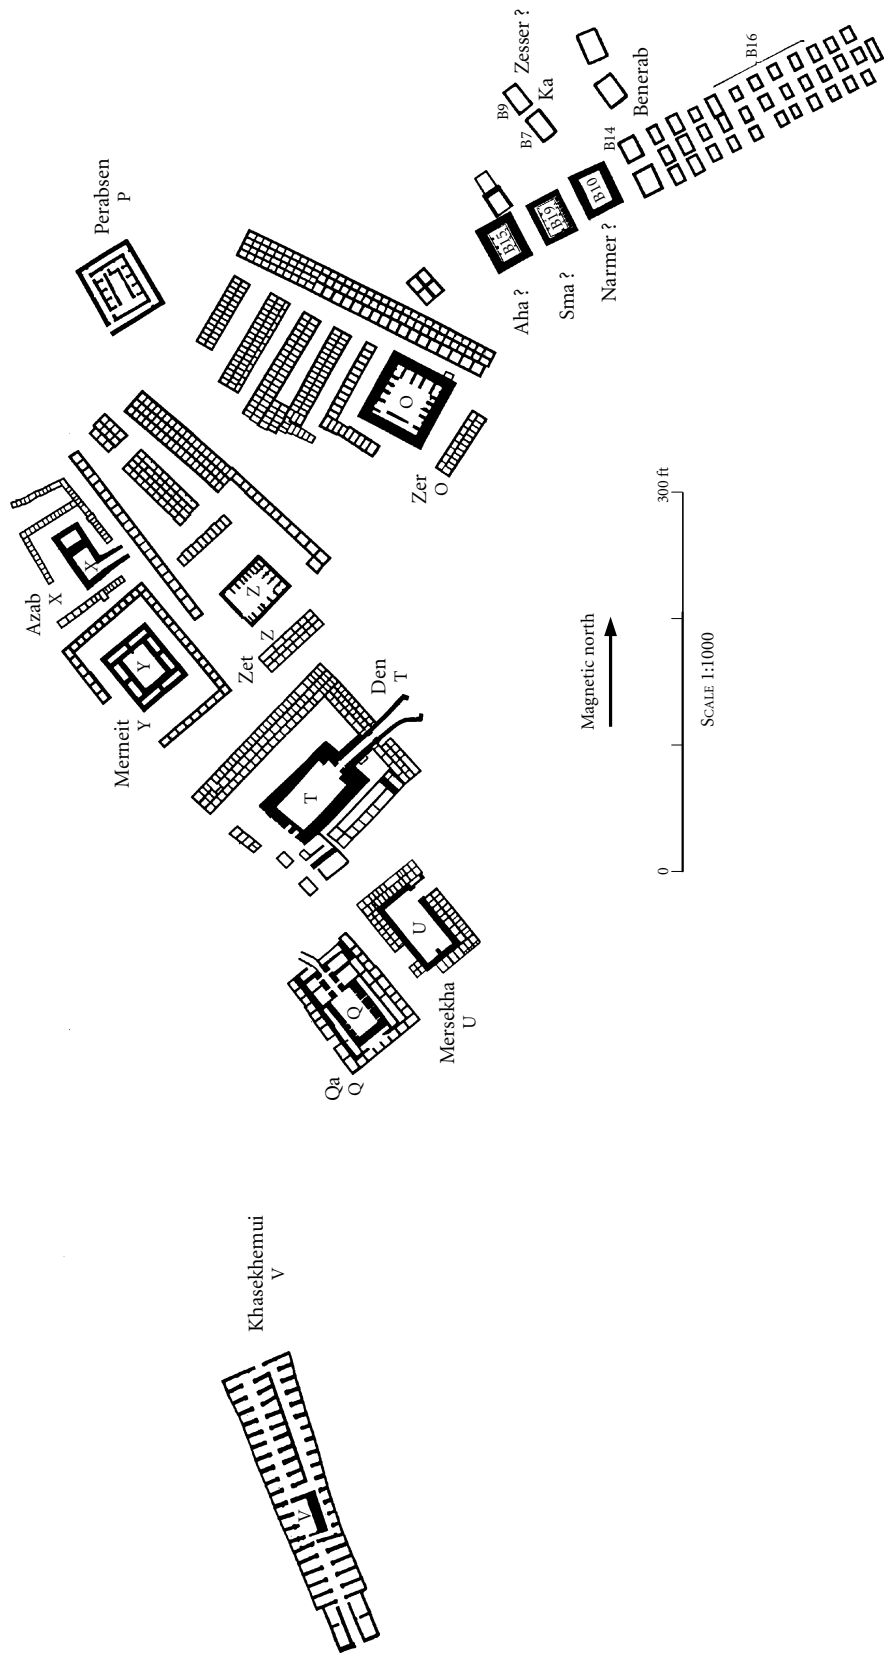 Zesser ?
B9
Ka
B7
Benerab
B16
B14
Perabsen
P
B15
B19
B10
Aha ?
Sma ?
Narmer ?
O
Zer
O
X
Azab
X
Z
Zet
Z
Y
Merneit
Y
Den
T
T
U
Mersekha
U
Q
Qa
Q
Khasekhemui
V
V
Magnetic north
300 ft
0
SCALE 1:1000